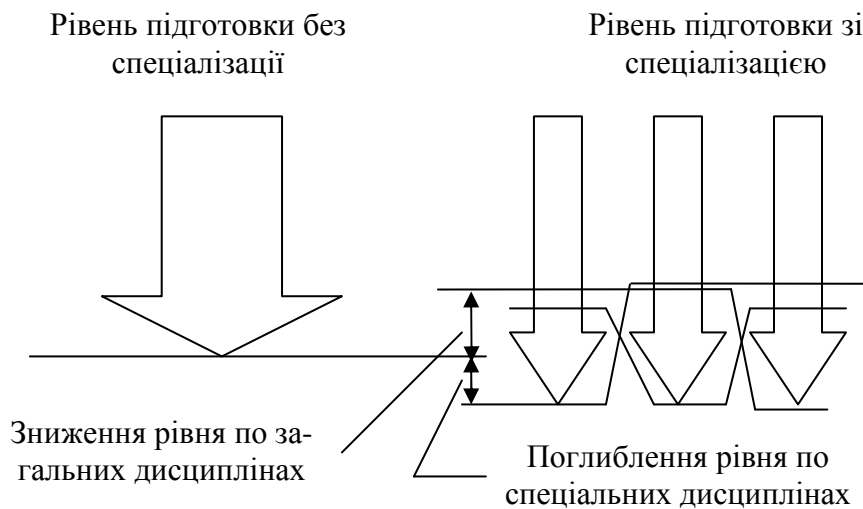 Рівень підготовки без
спеціалізації
Рівень підготовки зі
спеціалізацією
Зниження рівня по за-
гальних дисциплінах
Поглиблення рівня по
спеціальних дисциплінах